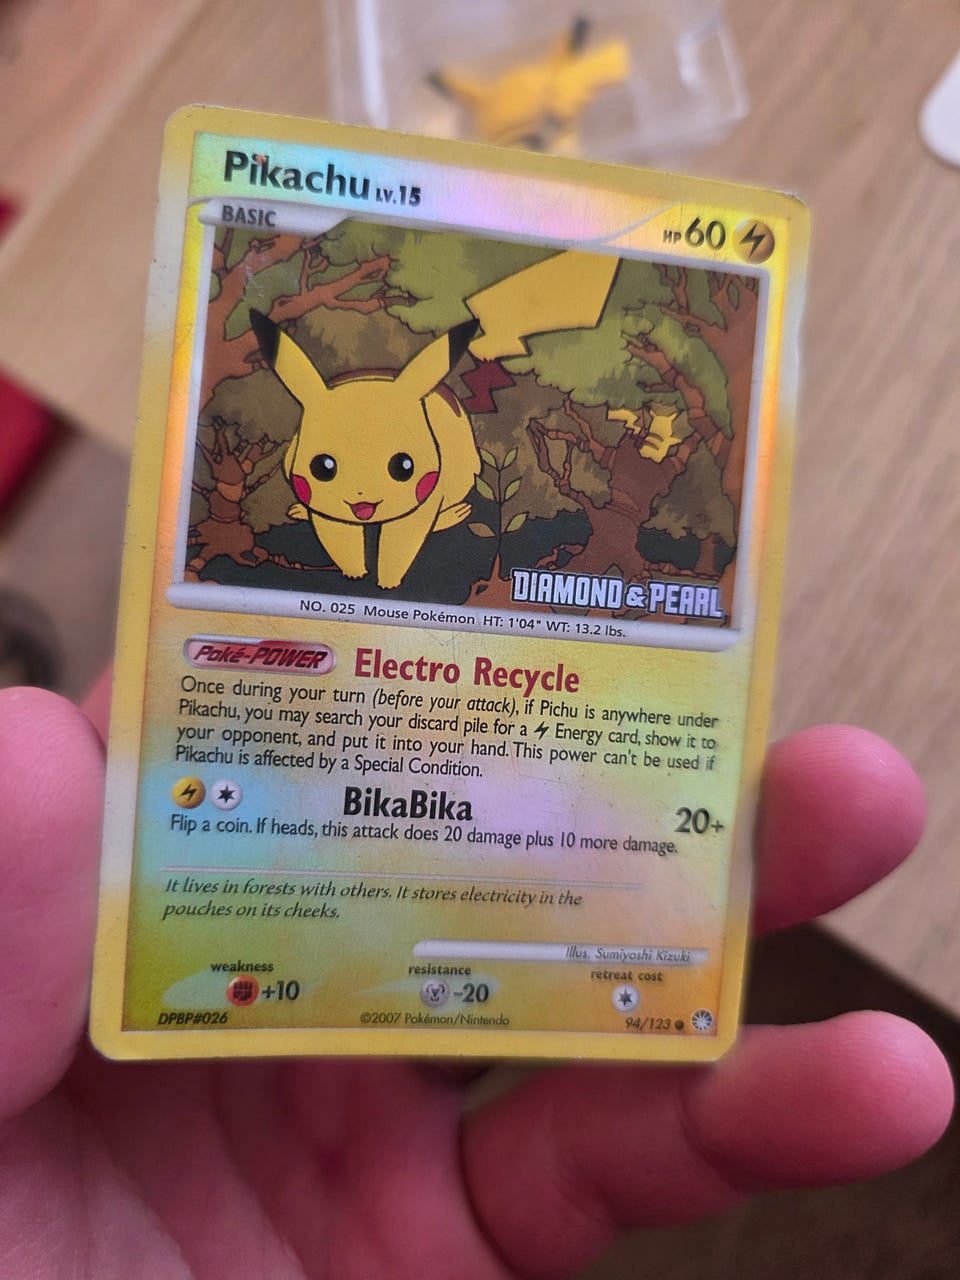 Pikachu LV.15
BASIC
HP 60
DIAMOND & PEARL
NO. 025 Mouse Pokémon HT: 1'04" WT: 13.2 lbs.
Poké-POWER Electro Recycle
Once during your turn (before your attack), if Pichu is anywhere under
Pikachu, you may search your discard pile for a Energy card, show it to
your opponent, and put it into your hand. This power can't be used if
Pikachu is affected by a Special Condition.
BikaBika 20+
Flip a coin. If heads, this attack does 20 damage plus 10 more damage.
It lives in forests with others. It stores electricity in the
pouches on its cheeks.
Illus. Sumiyoshi Kizuki
weakness resistance retreat cost
+10 -20
DPBP#026 ©2007 Pokémon/Nintendo 94/123